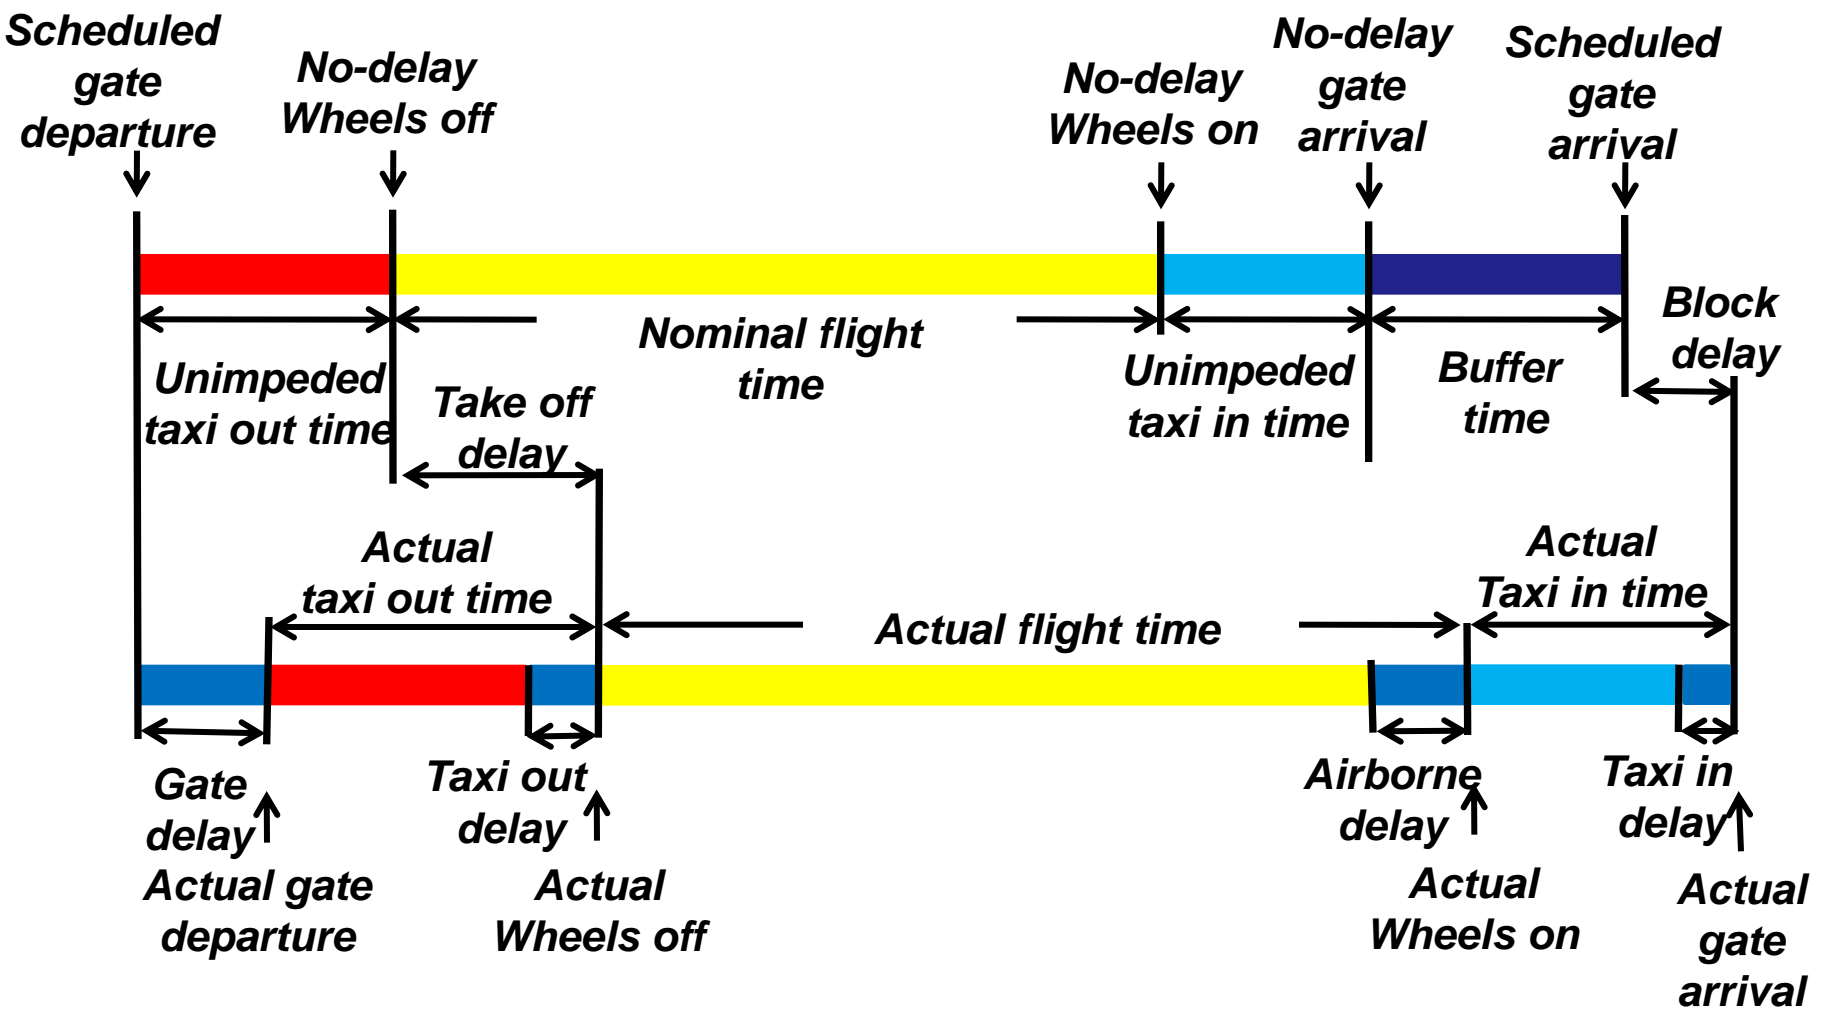 Scheduled
gate
departure
No-delay
Wheels off
No-delay
Wheels on
No-delay
gate
arrival
Scheduled
gate
arrival
Unimpeded
taxi out time
Nominal flight
time
Unimpeded
taxi in time
Buffer
time
Block
delay
Take off
delay
Actual
taxi out time
Actual flight time
Actual
Taxi in time
Gate
delay
Actual gate
departure
Taxi out
delay
Actual
Wheels off
Airborne
delay
Actual
Wheels on
Taxi in
delay
Actual
gate
arrival